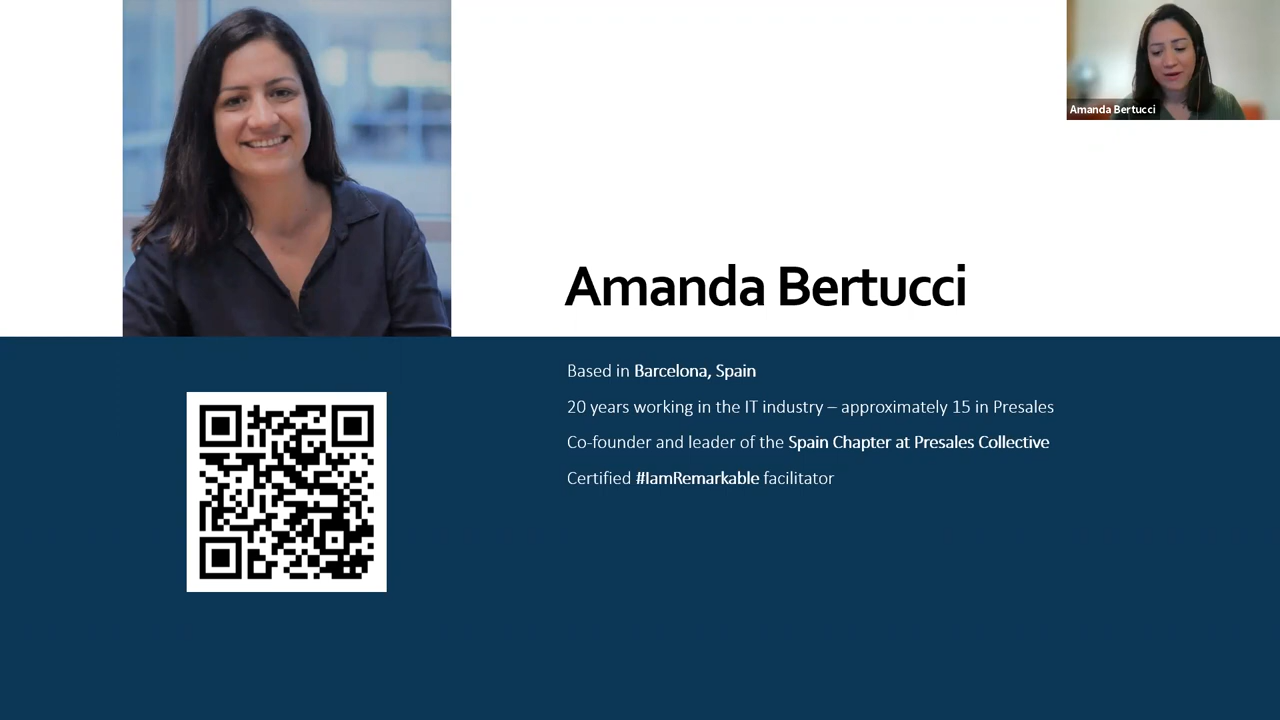 Amanda Bertucci
Amanda Bertucci
Based in Barcelona, Spain
20 years working in the IT industry – approximately 15 in Presales
Co-founder and leader of the Spain Chapter at Presales Collective
Certified #IamRemarkable facilitator